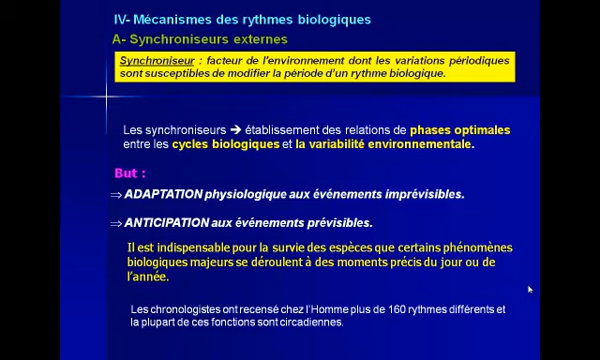 IV- Mécanismes des rythmes biologiques
A- Synchroniseurs externes
Synchroniseur : facteur de l'environnement dont les variations périodiques
sont susceptibles de modifier la période d'un rythme biologique.
Les synchroniseurs ➔ établissement des relations de phases optimales
entre les cycles biologiques et la variabilité environnementale.
But :
⇒ ADAPTATION physiologique aux événements imprévisibles.
⇒ ANTICIPATION aux événements prévisibles.
Il est indispensable pour la survie des espèces que certains phénomènes
biologiques majeurs se déroulent à des moments précis du jour ou de
l'année.
Les chronologistes ont recensé chez l'Homme plus de 160 rythmes différents et
la plupart de ces fonctions sont circadiennes.